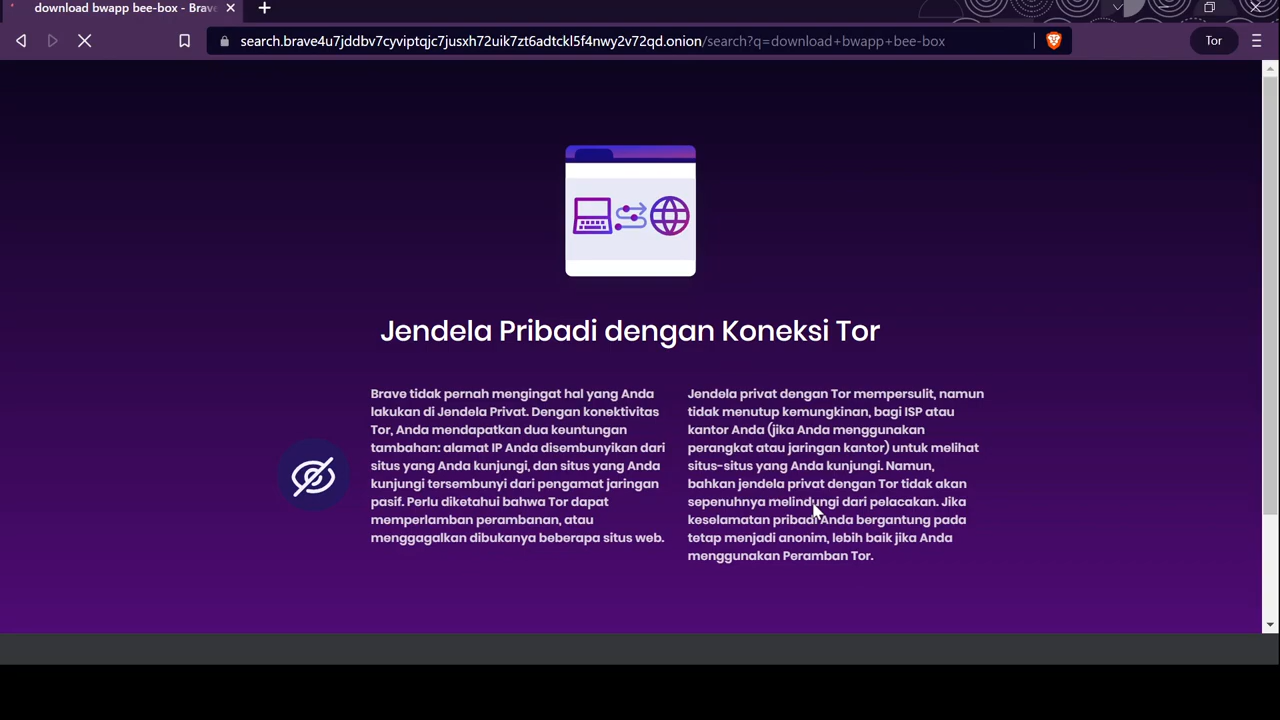 download bwapp bee-box - Brave
search.brave4u7jddbv7cyviptqjc7jusxh72uik7zt6adtckl5f4nwy2v72qd.onion/search?q=download+bwapp+bee-box
Tor
Jendela Pribadi dengan Koneksi Tor
Brave tidak pernah mengingat hal yang Anda
lakukan di Jendela Privat. Dengan konektivitas
Tor, Anda mendapatkan dua keuntungan
tambahan: alamat IP Anda disembunyikan dari
situs yang Anda kunjungi, dan situs yang Anda
kunjungi tersembunyi dari pengamat jaringan
pasif. Perlu diketahui bahwa Tor dapat
memperlamban perambanan, atau
menggagalkan dibukanya beberapa situs web.
Jendela privat dengan Tor mempersulit, namun
tidak menutup kemungkinan, bagi ISP atau
kantor Anda (jika Anda menggunakan
perangkat atau jaringan kantor) untuk melihat
situs-situs yang Anda kunjungi. Namun,
bahkan jendela privat dengan Tor tidak akan
sepenuhnya melindungi dari pelacakan. Jika
keselamatan pribadi Anda bergantung pada
tetap menjadi anonim, lebih baik jika Anda
menggunakan Peramban Tor.